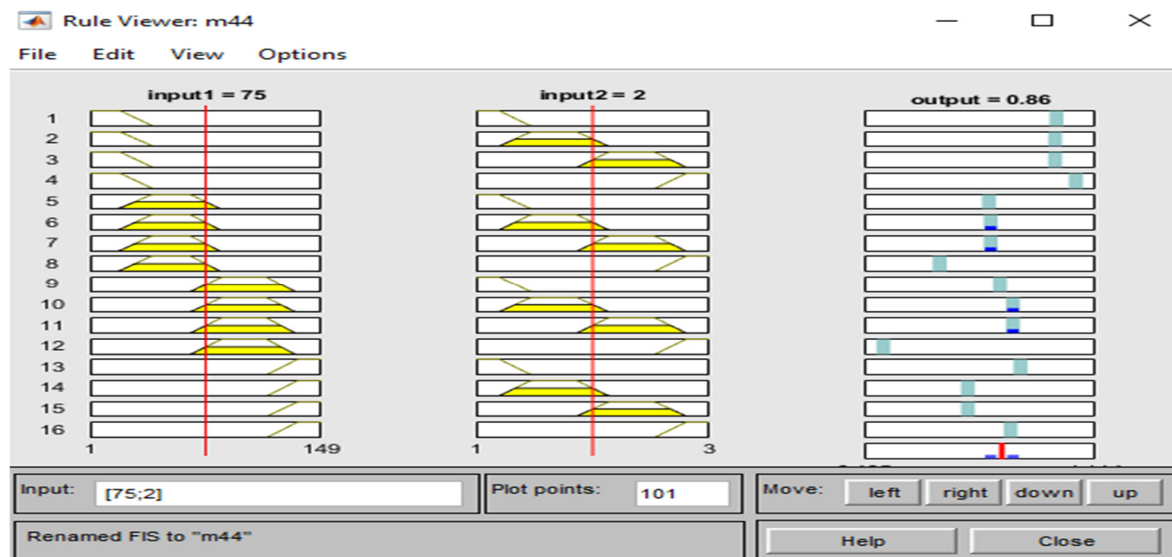 Rule Viewer: m44
File Edit View Options
input1 = 75 input2 = 2 output = 0.86
1
2
3
4
5
6
7
8
9
10
11
12
13
14
15
16
1 149 1 3
Input: [75;2] Plot points: 101 Move: left right down up
Renamed FIS to "m44" Help Close